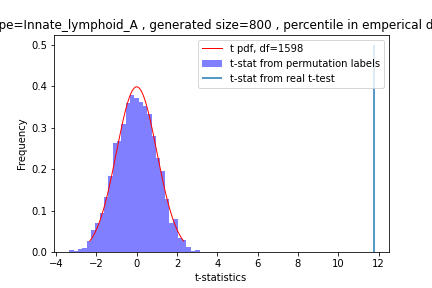 pe=Innate_lymphoid_A , generated size=800 , percentile in emperical d
0.5
0.4
0.3
0.2
0.1
0.0
Frequency
t pdf, df=1598
t-stat from permutation labels
t-stat from real t-test
−4 −2 0 2 4 6 8 10 12
t-statistics